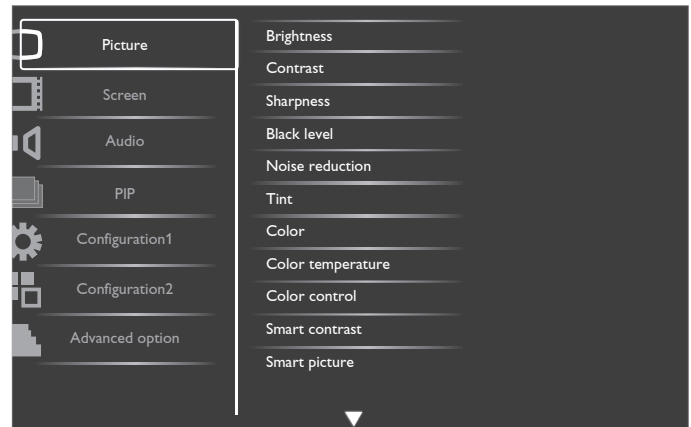 Picture
Screen
Audio
PIP
Configuration1
Configuration2
Advanced option
Brightness
Contrast
Sharpness
Black level
Noise reduction
Tint
Color
Color temperature
Color control
Smart contrast
Smart picture